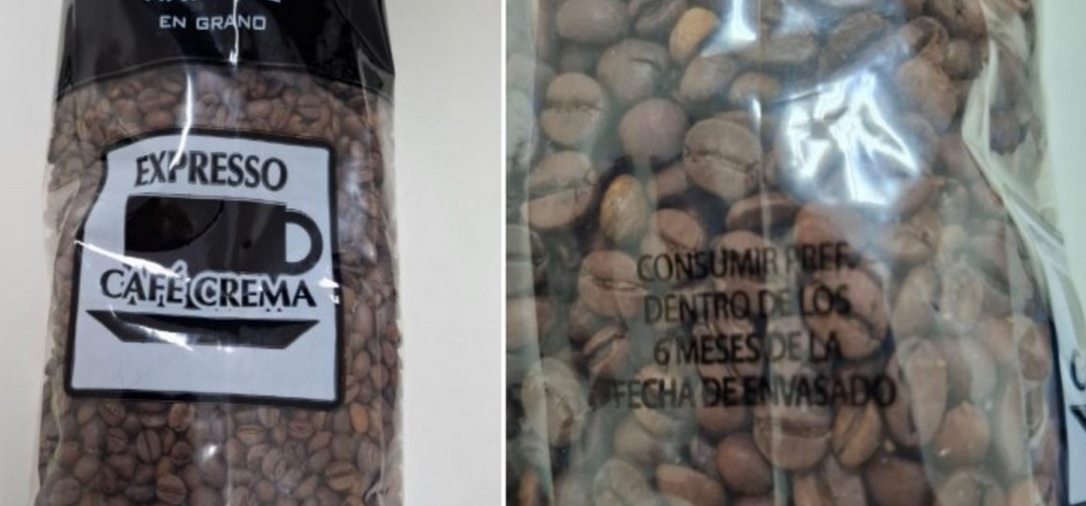 EN GRANO
EXPRESSO
CAFÉ CREMA
CONSUMIR PREF.
DENTRO DE LOS
6 MESES DE LA
FECHA DE ENVASADO